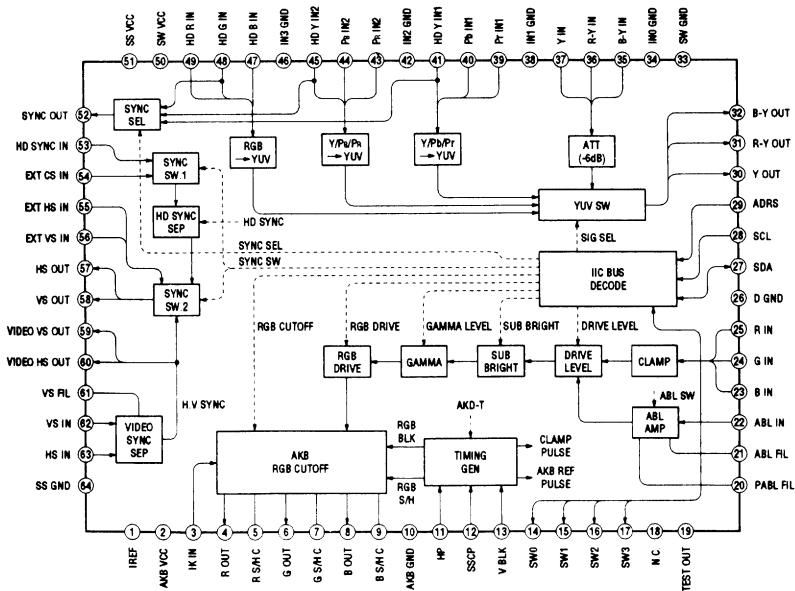 SS VCC
SW VCC
HD R IN
HD G IN
HD B IN
IN3 GND
HD Y IN2
PB IN2
PR IN2
IN2 GND
HD Y IN1
Pb IN1
Pr IN1
IN1 GND
Y IN
R-Y IN
B-Y IN
IN0 GND
SW GND
51
50
49
48
47
46
45
44
43
42
41
40
39
38
37
36
35
34
33
SYNC OUT
52
SYNC
SEL
32
B-Y OUT
HD SYNC IN
53
SYNC
SW.1
RGB
→ YUV
Y/PB/PR
→ YUV
Y/Pb/Pr
→ YUV
ATT
(-6dB)
31
R-Y OUT
EXT CS IN
54
30
Y OUT
EXT HS IN
55
HD SYNC
SEP
HD SYNC
YUV SW
29
ADRS
EXT VS IN
56
SYNC SEL
SIG SEL
28
SCL
HS OUT
57
SYNC SW
IIC BUS
DECODE
27
SDA
VS OUT
58
SYNC
SW.2
26
D GND
VIDEO VS OUT
59
RGB CUTOFF
RGB DRIVE
GAMMA LEVEL
SUB BRIGHT
DRIVE LEVEL
25
R IN
VIDEO HS OUT
60
RGB
DRIVE
GAMMA
SUB
BRIGHT
DRIVE
LEVEL
CLAMP
24
G IN
VS FIL
61
H.V SYNC
23
B IN
ABL SW
VS IN
62
VIDEO
SYNC
SEP
AKD-T
ABL
AMP
22
ABL IN
HS IN
63
AKB
RGB CUTOFF
RGB
BLK
TIMING
GEN
CLAMP
PULSE
21
ABL FIL
SS GND
64
RGB
S/H
AKB REF
PULSE
20
PABL FIL
1
2
3
4
5
6
7
8
9
10
11
12
13
14
15
16
17
18
19
IREF
AKB VCC
IK IN
R OUT
R S/H C
G OUT
G S/H C
B OUT
B S/H C
AKB GND
HP
SSCP
V BLK
SW0
SW1
SW2
SW3
N.C
TEST OUT